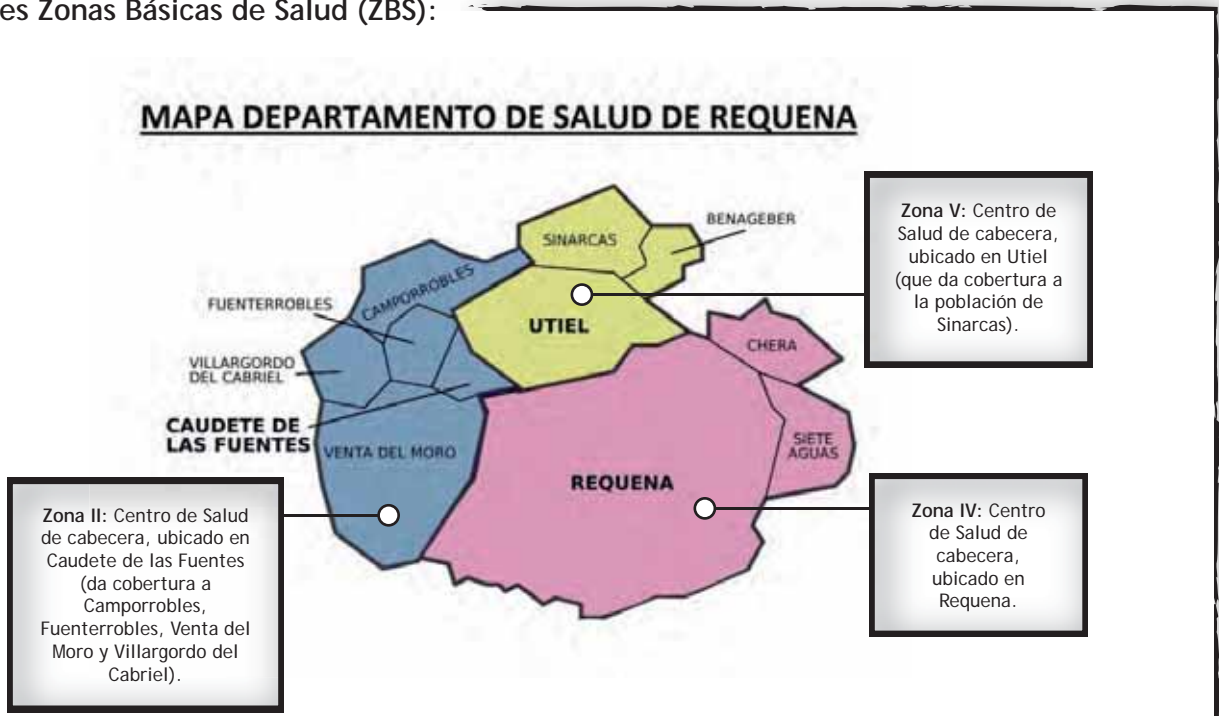 es Zonas Básicas de Salud (ZBS):
MAPA DEPARTAMENTO DE SALUD DE REQUENA
Zona V: Centro de
Salud de cabecera,
ubicado en Utiel
(que da cobertura a
la población de
Sinarcas).
BENAGEBER
SINARCAS
CAMPORROBLES
FUENTERROBLES
UTIEL
CHERA
VILLARGORDO
DEL CABRIEL
CAUDETE DE
LAS FUENTES
VENTA DEL MORO
SIETE
AGUAS
REQUENA
Zona II: Centro de Salud
de cabecera, ubicado en
Caudete de las Fuentes
(da cobertura a
Camporrobles,
Fuenterrobles, Venta del
Moro y Villargordo del
Cabriel).
Zona IV: Centro
de Salud de
cabecera,
ubicado en
Requena.